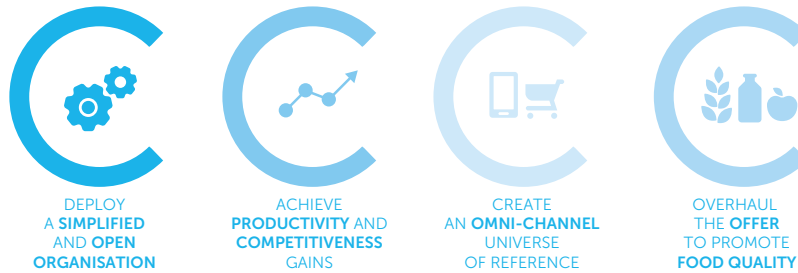 DEPLOY
A SIMPLIFIED
AND OPEN
ORGANISATION
ACHIEVE
PRODUCTIVITY AND
COMPETITIVENESS
GAINS
CREATE
AN OMNI-CHANNEL
UNIVERSE
OF REFERENCE
OVERHAUL
THE OFFER
TO PROMOTE
FOOD QUALITY